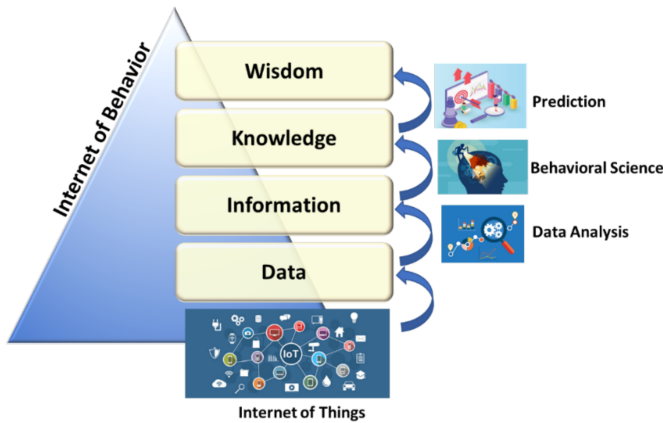 Internet of Behavior
Wisdom
Prediction
Knowledge
Behavioral Science
Information
Data Analysis
Data
IoT
Internet of Things